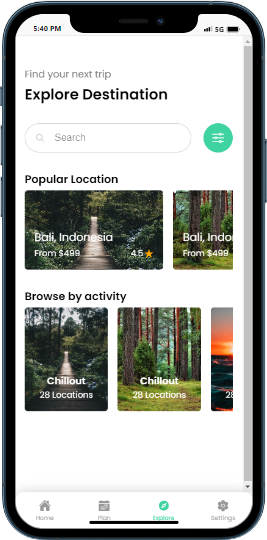 5:40 PM
5G
Find your next trip
Explore Destination
Search
Popular Location
Bali, Indonesia
From $499
4.5
Bali, Indo
From $499
Browse by activity
Chillout
28 Locations
Chillout
28 Locations
28
Home
Plan
Explore
Settings